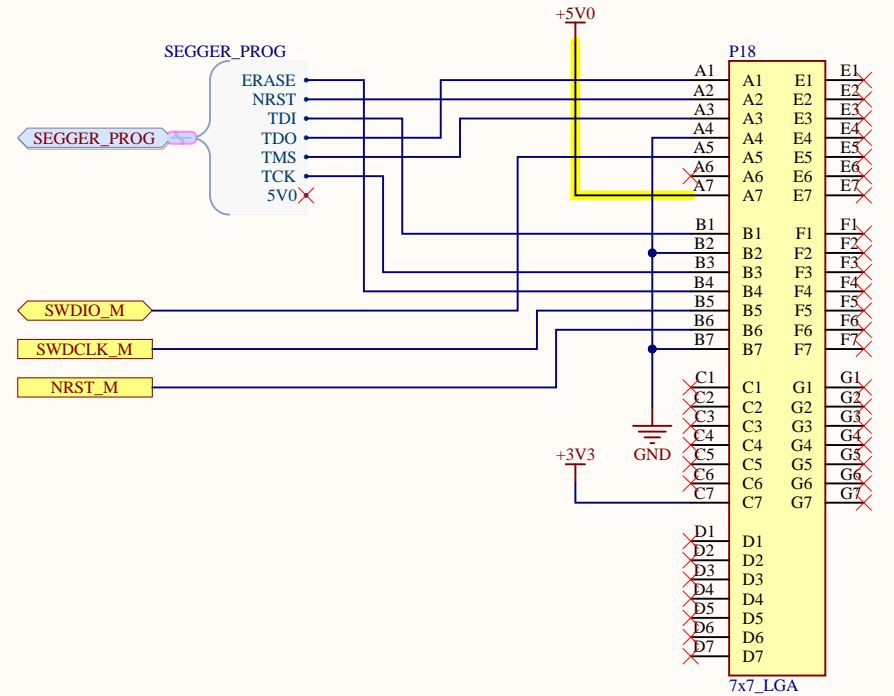 +5V0
SEGGER_PROG
P18
ERASE
NRST
TDI
TDO
TMS
TCK
5V0
SEGGER_PROG
SWDIO_M
SWDCLK_M
NRST_M
+3V3
GND
A1 A1 E1 E1
A2 A2 E2 E2
A3 A3 E3 E3
A4 A4 E4 E4
A5 A5 E5 E5
A6 A6 E6 E6
A7 A7 E7 E7
B1 B1 F1 F1
B2 B2 F2 F2
B3 B3 F3 F3
B4 B4 F4 F4
B5 B5 F5 F5
B6 B6 F6 F6
B7 B7 F7 F7
C1 C1 G1 G1
C2 C2 G2 G2
C3 C3 G3 G3
C4 C4 G4 G4
C5 C5 G5 G5
C6 C6 G6 G6
C7 C7 G7 G7
D1 D1
D2 D2
D3 D3
D4 D4
D5 D5
D6 D6
D7 D7
7x7_LGA